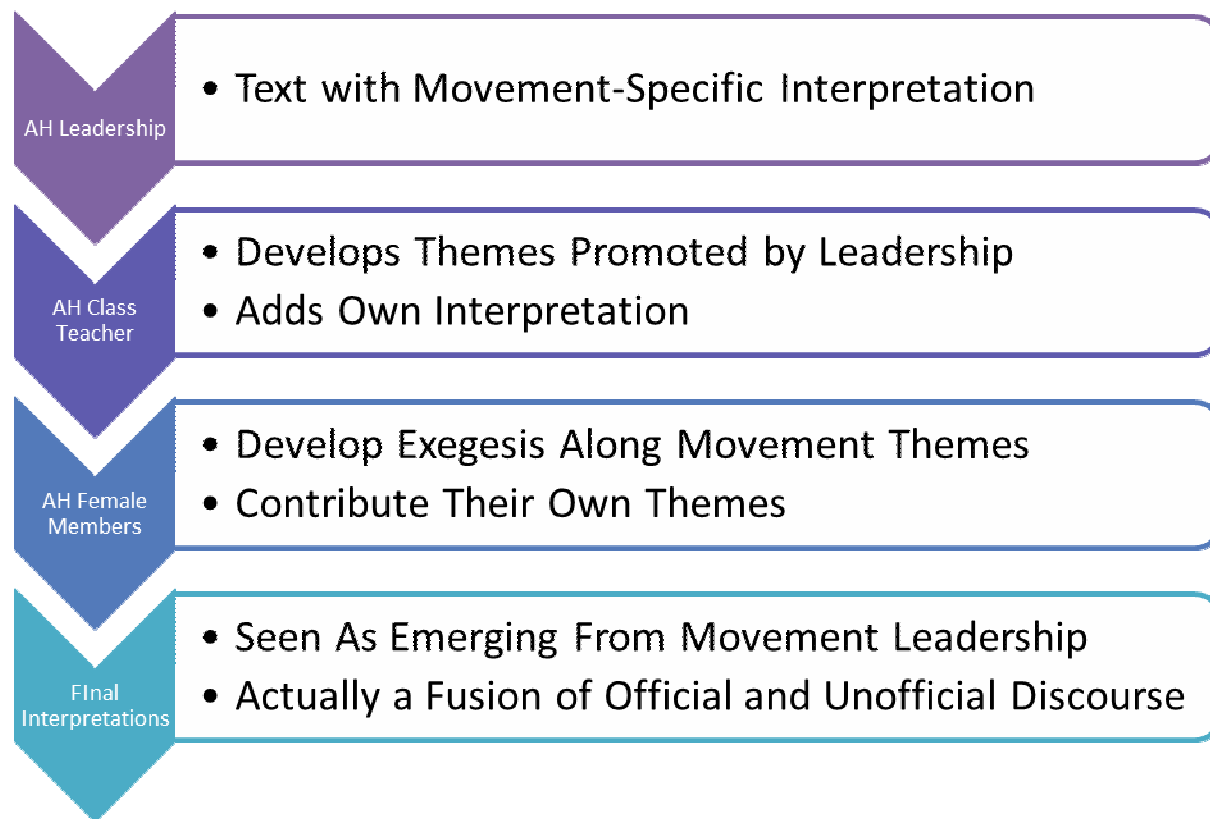 AH Leadership
• Text with Movement-Specific Interpretation
AH Class
Teacher
• Develops Themes Promoted by Leadership
• Adds Own Interpretation
AH Female
Members
• Develop Exegesis Along Movement Themes
• Contribute Their Own Themes
FInal
Interpretations
• Seen As Emerging From Movement Leadership
• Actually a Fusion of Official and Unofficial Discourse